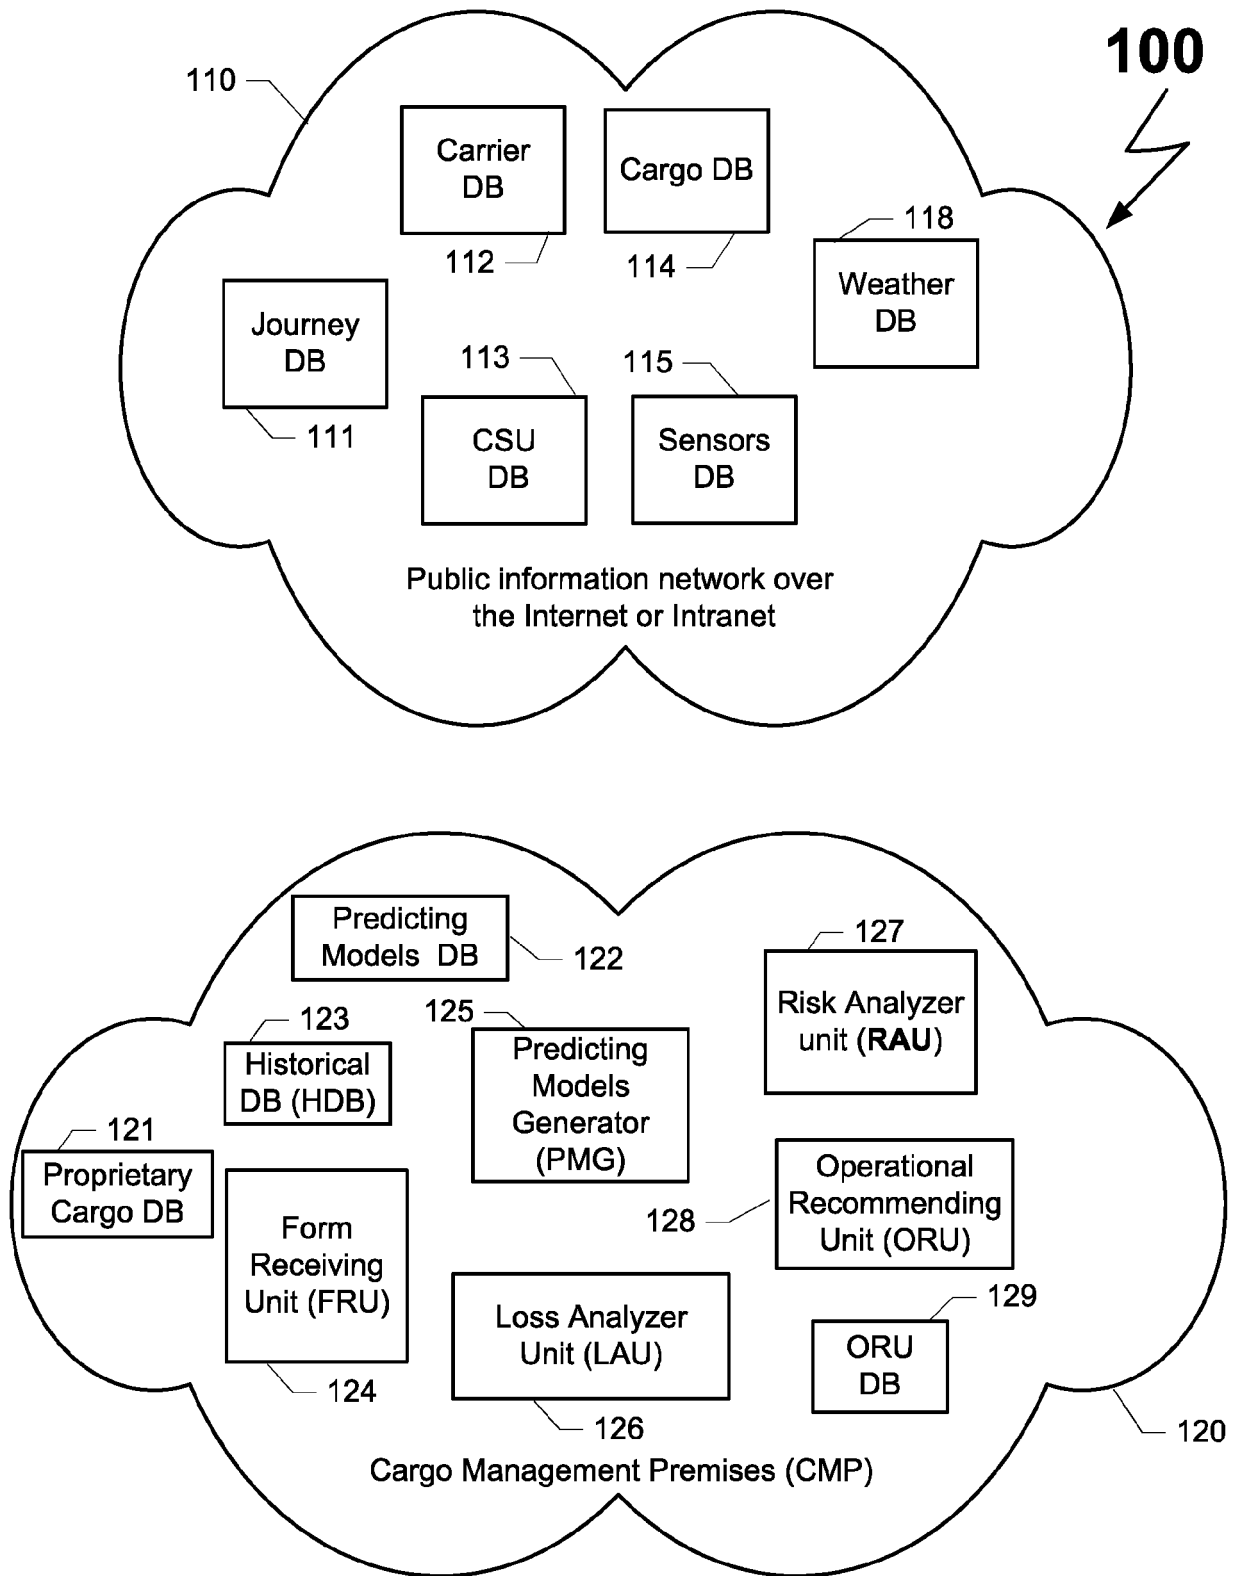 100
110
Carrier
DB
112
Cargo DB
114
118
Weather
DB
Journey
DB
111
113
CSU
DB
115
Sensors
DB
Public information network over
the Internet or Intranet
Predicting
Models DB
122
127
Risk Analyzer
unit (RAU)
123
Historical
DB (HDB)
125
Predicting
Models
Generator
(PMG)
121
Proprietary
Cargo DB
Form
Receiving
Unit (FRU)
124
128
Operational
Recommending
Unit (ORU)
Loss Analyzer
Unit (LAU)
126
129
ORU
DB
120
Cargo Management Premises (CMP)